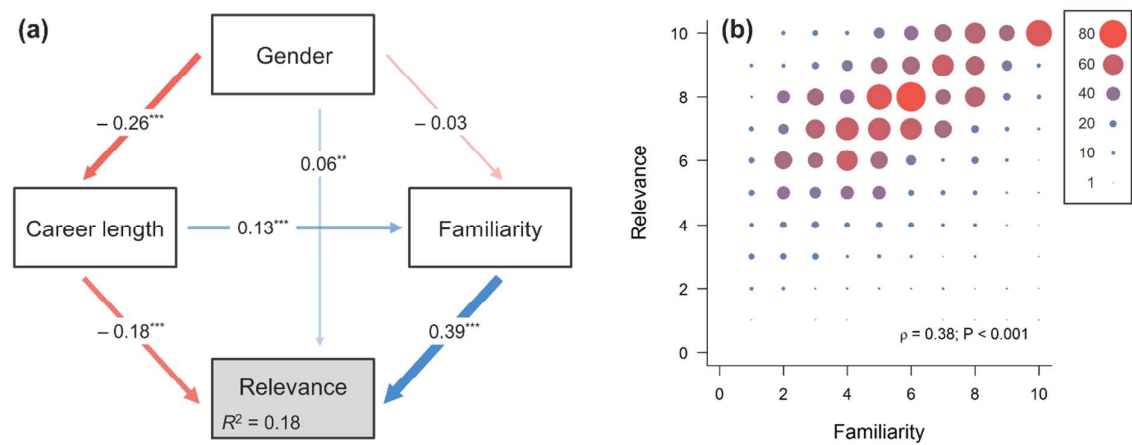 (a)
Gender
– 0.26***
– 0.03
0.06**
Career length
0.13***
Familiarity
– 0.18***
0.39***
Relevance
R² = 0.18
(b)
10
8
6
4
2
0
Relevance
ρ = 0.38; P < 0.001
0 2 4 6 8 10
Familiarity
80
60
40
20
10
1